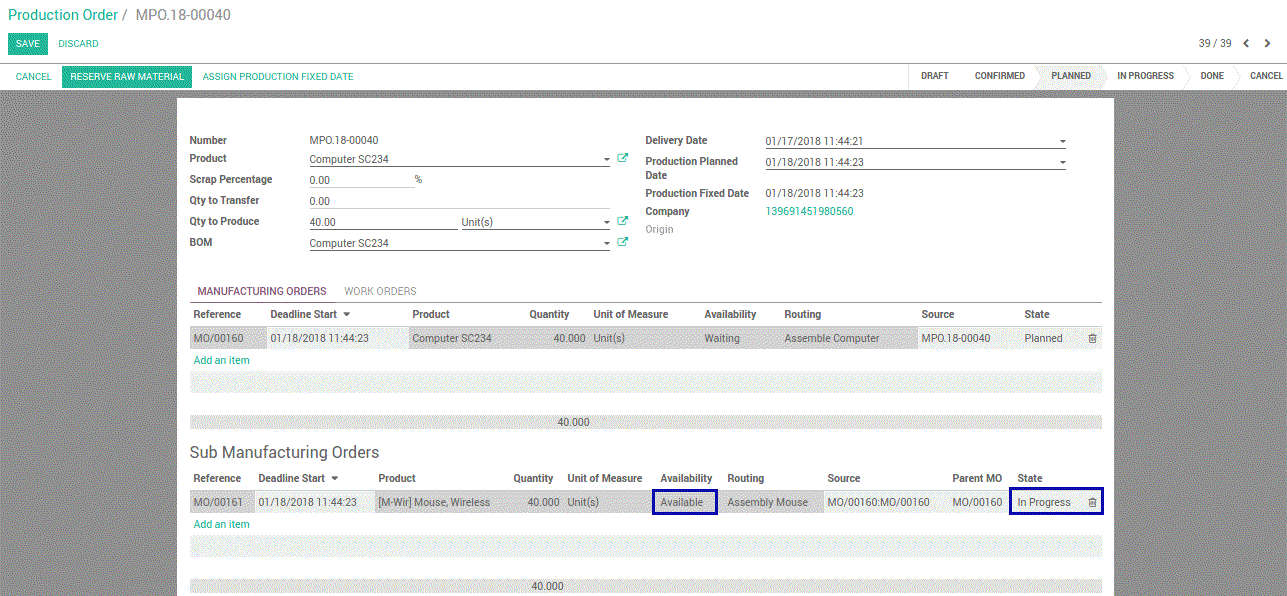 Production Order / MPO.18-00040
SAVE DISCARD 39 / 39
CANCEL RESERVE RAW MATERIAL ASSIGN PRODUCTION FIXED DATE DRAFT CONFIRMED PLANNED IN PROGRESS DONE CANCEL
Number MPO.18-00040 Delivery Date 01/17/2018 11:44:21
Product Computer SC234 Production Planned Date 01/18/2018 11:44:23
Scrap Percentage 0.00 %
Qty to Transfer 0.00 Production Fixed Date 01/18/2018 11:44:23
Qty to Produce 40.00 Unit(s) Company 139691451980560
BOM Computer SC234 Origin
MANUFACTURING ORDERS WORK ORDERS
Reference Deadline Start Product Quantity Unit of Measure Availability Routing Source State
MO/00160 01/18/2018 11:44:23 Computer SC234 40.000 Unit(s) Waiting Assemble Computer MPO.18-00040 Planned
Add an item
40.000
Sub Manufacturing Orders
Reference Deadline Start Product Quantity Unit of Measure Availability Routing Source Parent MO State
MO/00161 01/18/2018 11:44:23 [M-Wir] Mouse, Wireless 40.000 Unit(s) Available Assembly Mouse MO/00160:MO/00160 MO/00160 In Progress
Add an item
40.000